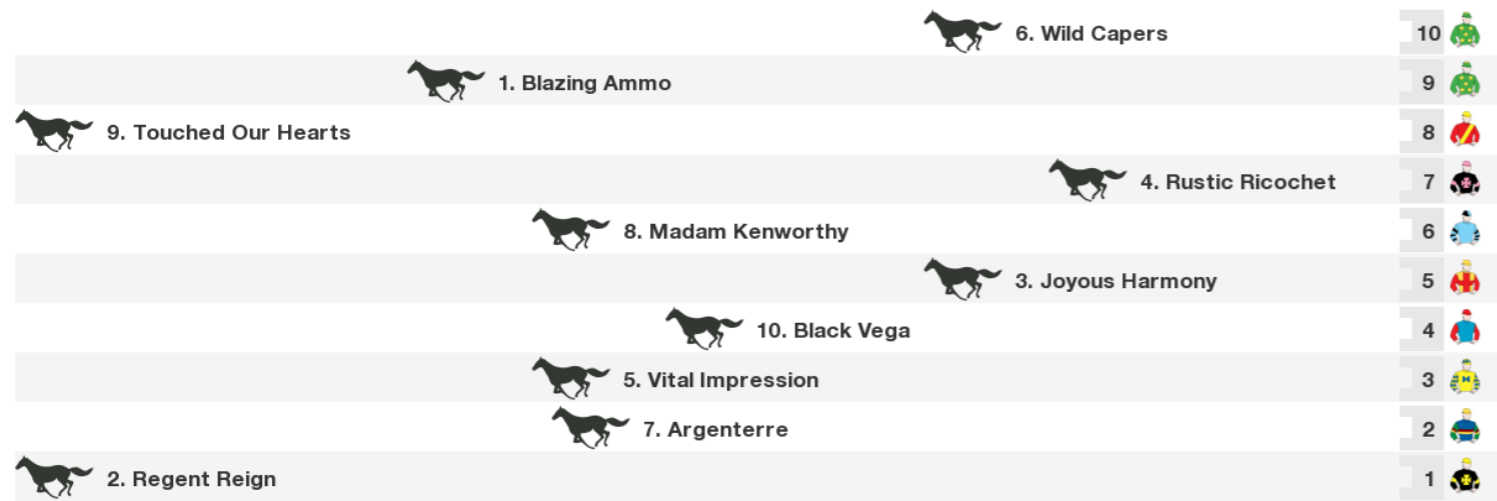 6. Wild Capers 10
1. Blazing Ammo 9
9. Touched Our Hearts 8
4. Rustic Ricochet 7
8. Madam Kenworthy 6
3. Joyous Harmony 5
10. Black Vega 4
5. Vital Impression 3
7. Argenterre 2
2. Regent Reign 1